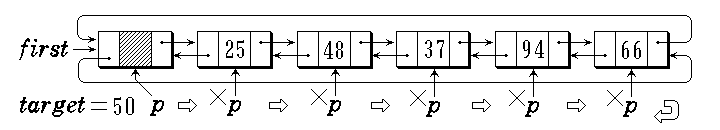 25 48 37 94 66
first
target = 50 p ⇨ ×p ⇨ ×p ⇨ ×p ⇨ ×p ⇨ ×p